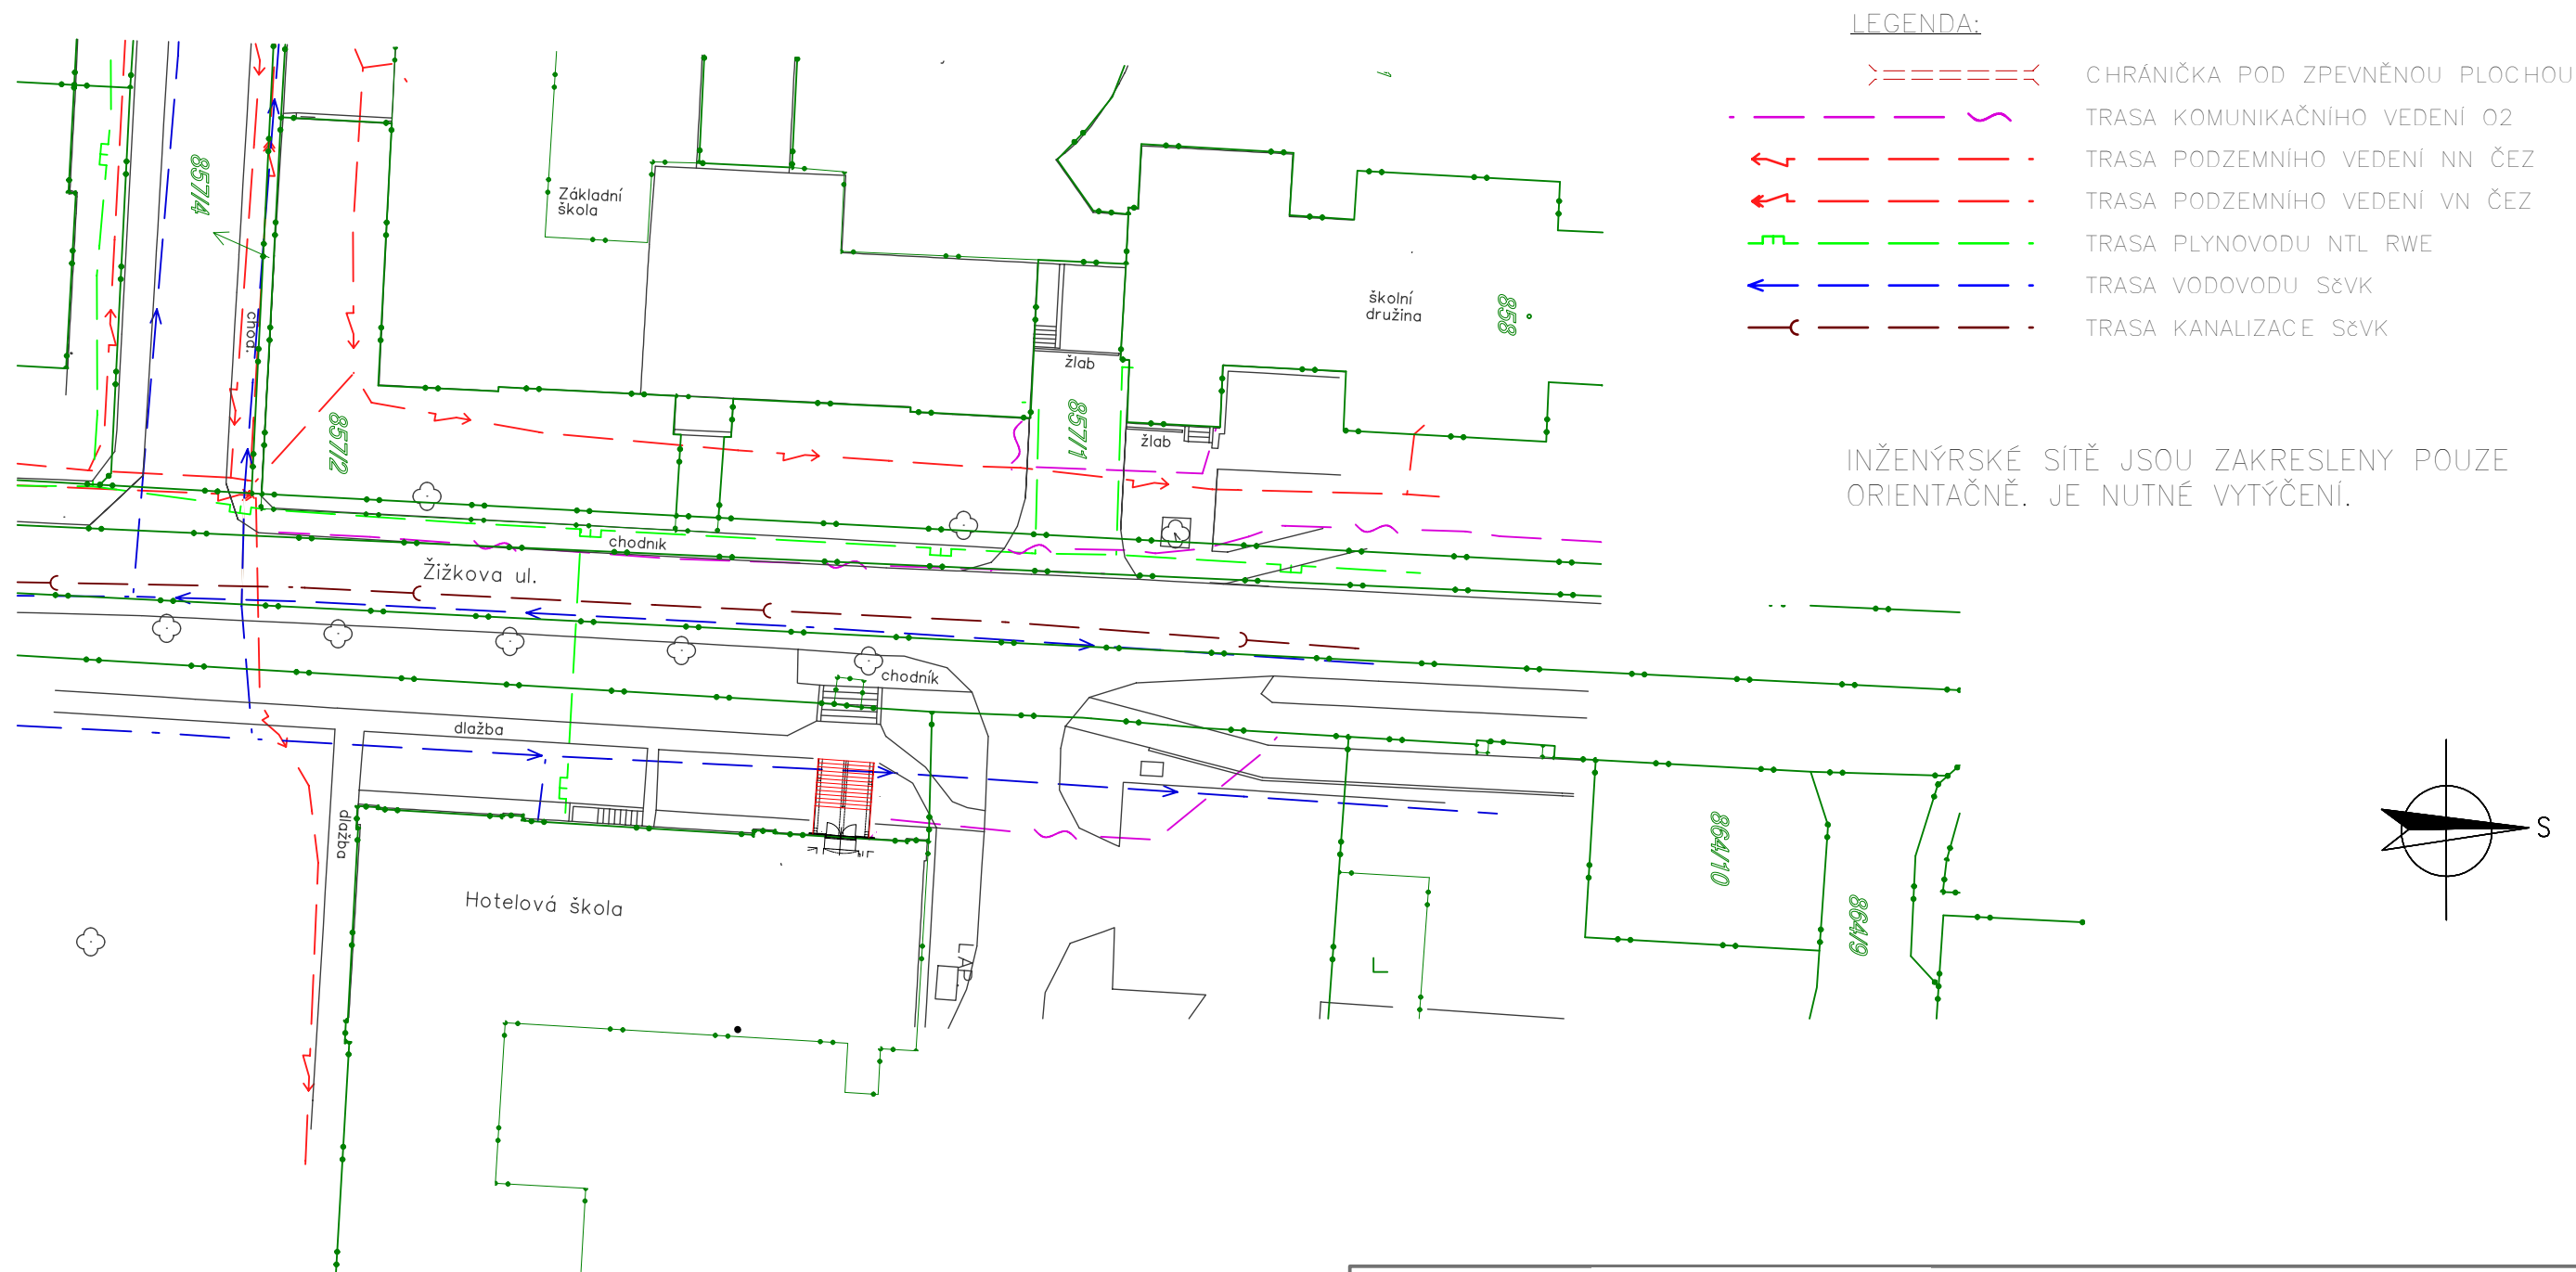 LEGENDA:
CHRÁNIČKA POD ZPEVNĚNOU PLOCHOU
TRASA KOMUNIKAČNÍHO VEDENÍ O2
TRASA PODZEMNÍHO VEDENÍ NN ČEZ
TRASA PODZEMNÍHO VEDENÍ VN ČEZ
TRASA PLYNOVODU NTL RWE
TRASA VODOVODU SčVK
TRASA KANALIZACE SčVK
INŽENÝRSKÉ SÍTĚ JSOU ZAKRESLENY POUZE
ORIENTAČNĚ. JE NUTNÉ VYTÝČENÍ.
857/4
Základní
škola
chod.
školní
družina
858
žlab
857/2
857/1
žlab
chodník
Žižkova ul.
chodník
dlažba
dlažba
Hotelová škola
LAP.
864/10
864/9
S